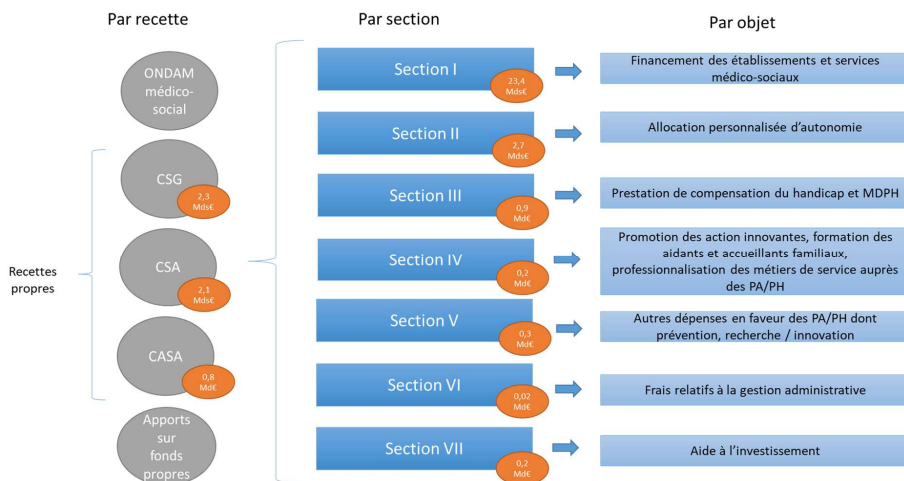 Par recette
Par section
Par objet
ONDAM
médico-
social
CSG
2,3
Mds€
CSA
2,1
Mds€
CASA
0,8
Md€
Apports
sur
fonds
propres
Recettes
propres
Section I
23,4
Mds€
Financement des établissements et services
médico-sociaux
Section II
2,7
Mds€
Allocation personnalisée d'autonomie
Section III
0,9
Md€
Prestation de compensation du handicap et MDPH
Section IV
0,2
Md€
Promotion des action innovantes, formation des
aidants et accueillants familiaux,
professionnalisation des métiers de service auprès
des PA/PH
Section V
0,3
Md€
Autres dépenses en faveur des PA/PH dont
prévention, recherche / innovation
Section VI
0,02
Md€
Frais relatifs à la gestion administrative
Section VII
0,2
Md€
Aide à l'investissement